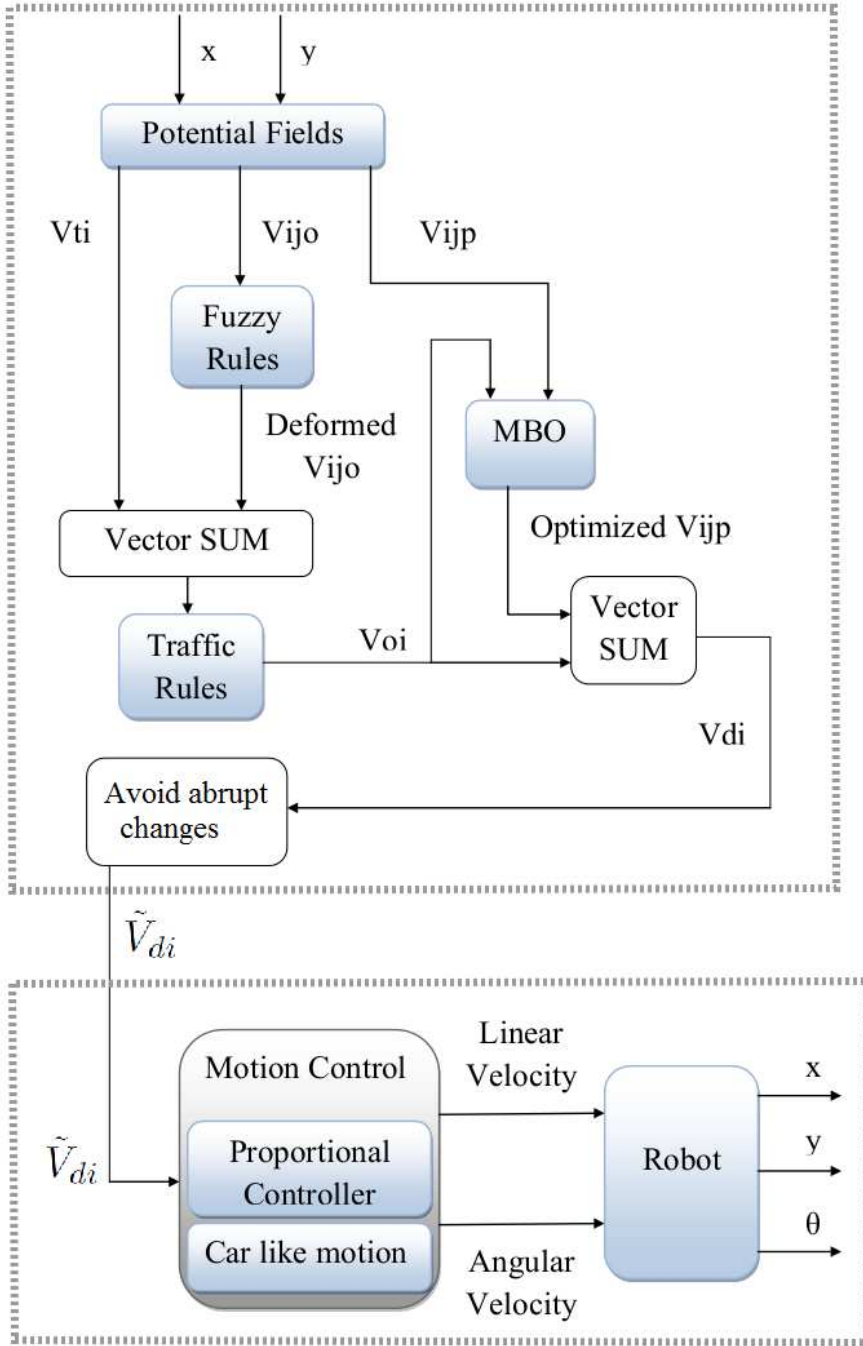 x
y
Potential Fields
Vti
Vijo
Vijp
Fuzzy
Rules
MBO
Deformed
Vijo
Vector SUM
Optimized Vijp
Vector
SUM
Traffic
Rules
Voi
Vdi
Avoid abrupt
changes
Ṽdi
Motion Control
Linear
Velocity
x
Ṽdi
Proportional
Controller
Robot
y
Car like motion
Angular
Velocity
θ